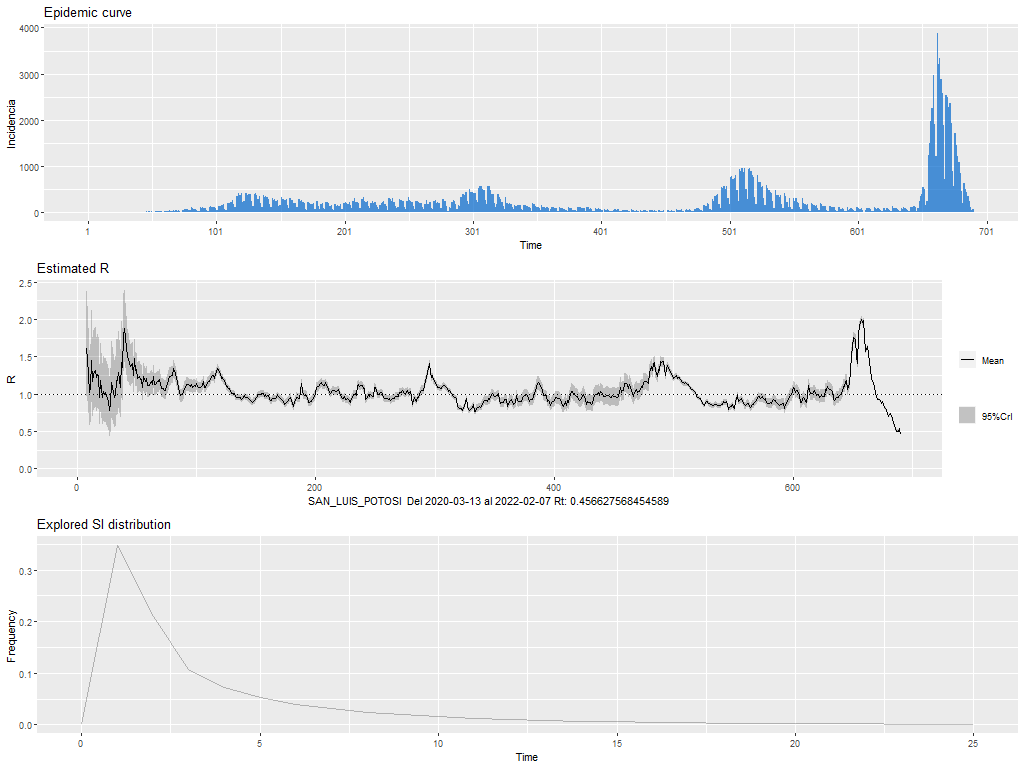 Epidemic curve
4000
3000
2000
1000
0
Incidencia
1 101 201 301 401 501 601 701
Time
Estimated R
2.5
2.0
1.5
1.0
0.5
0.0
R
Mean
95%CrI
0 200 400 600
SAN_LUIS_POTOSI Del 2020-03-13 al 2022-02-07 Rt: 0.456627568454589
Explored SI distribution
0.3
0.2
0.1
0.0
Frequency
0 5 10 15 20 25
Time